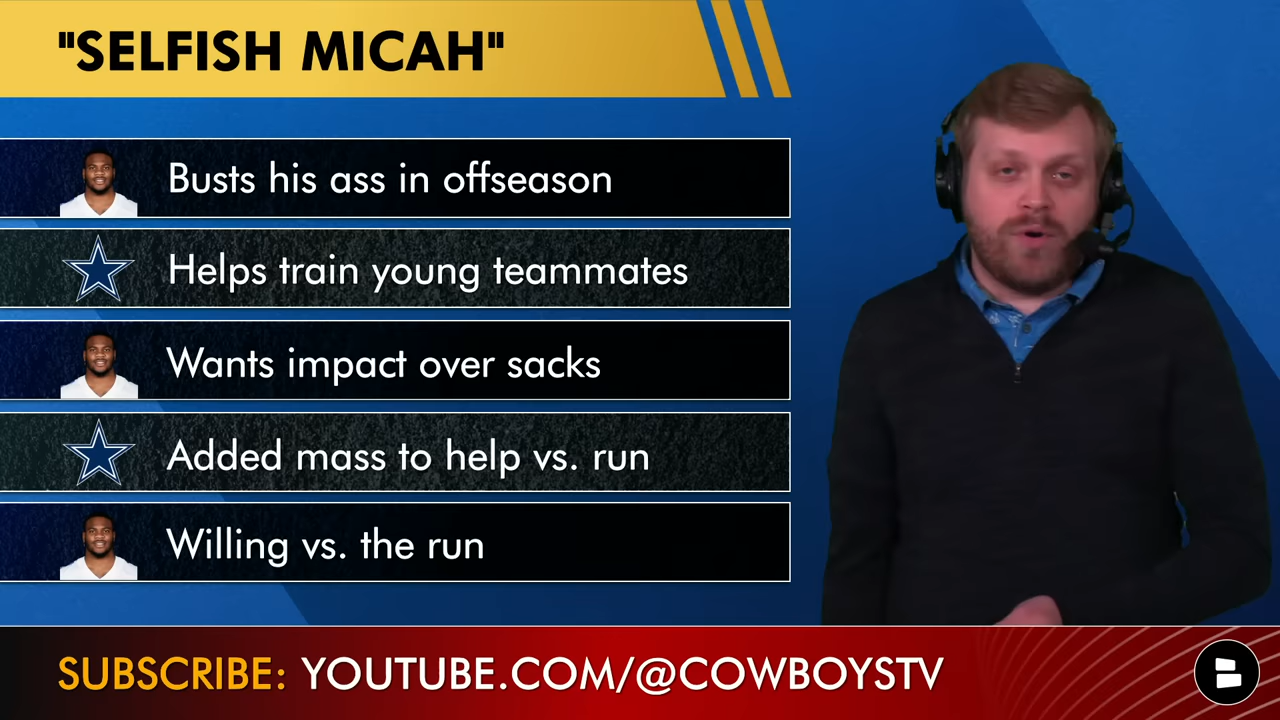 "SELFISH MICAH"
Busts his ass in offseason
Helps train young teammates
Wants impact over sacks
Added mass to help vs. run
Willing vs. the run
SUBSCRIBE: YOUTUBE.COM/@COWBOYSTV